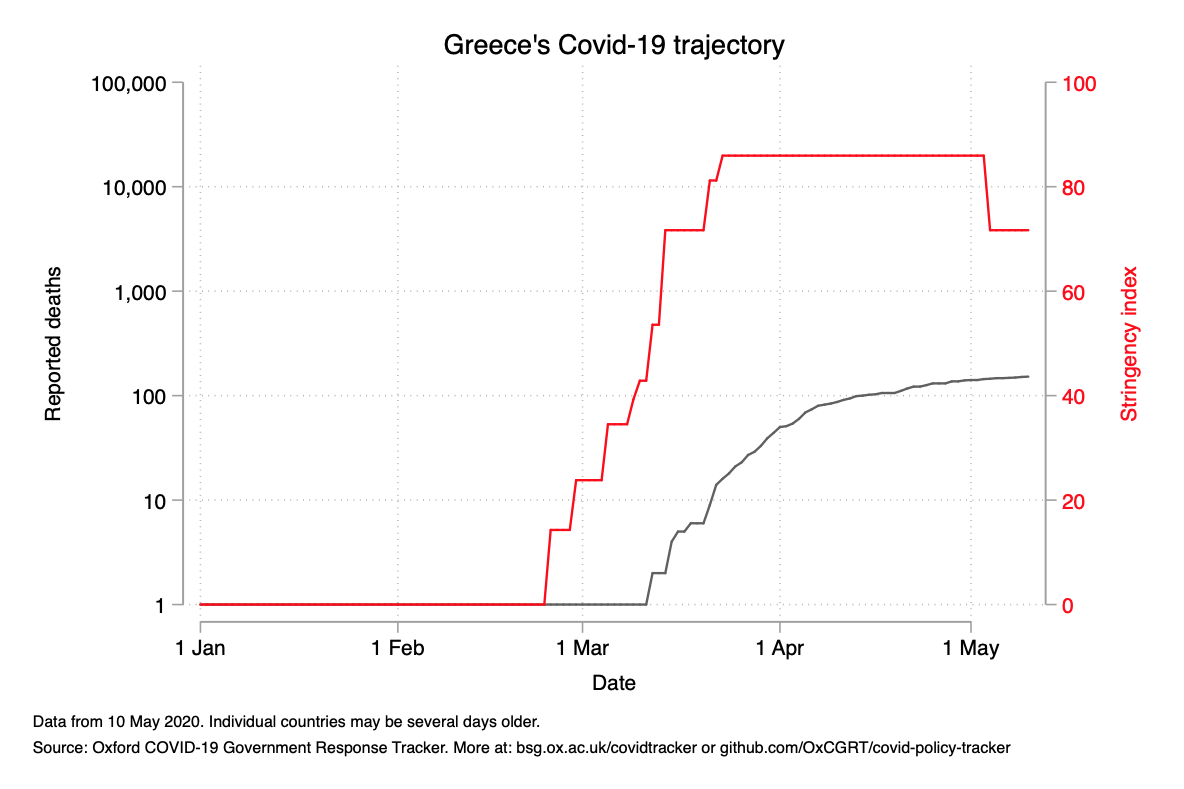 Greece's Covid-19 trajectory
100,000
10,000
1,000
100
10
1
Reported deaths
100
80
60
40
20
0
Stringency index
1 Jan
1 Feb
1 Mar
1 Apr
1 May
Date
Data from 10 May 2020. Individual countries may be several days older.
Source: Oxford COVID-19 Government Response Tracker. More at: bsg.ox.ac.uk/covidtracker or github.com/OxCGRT/covid-policy-tracker